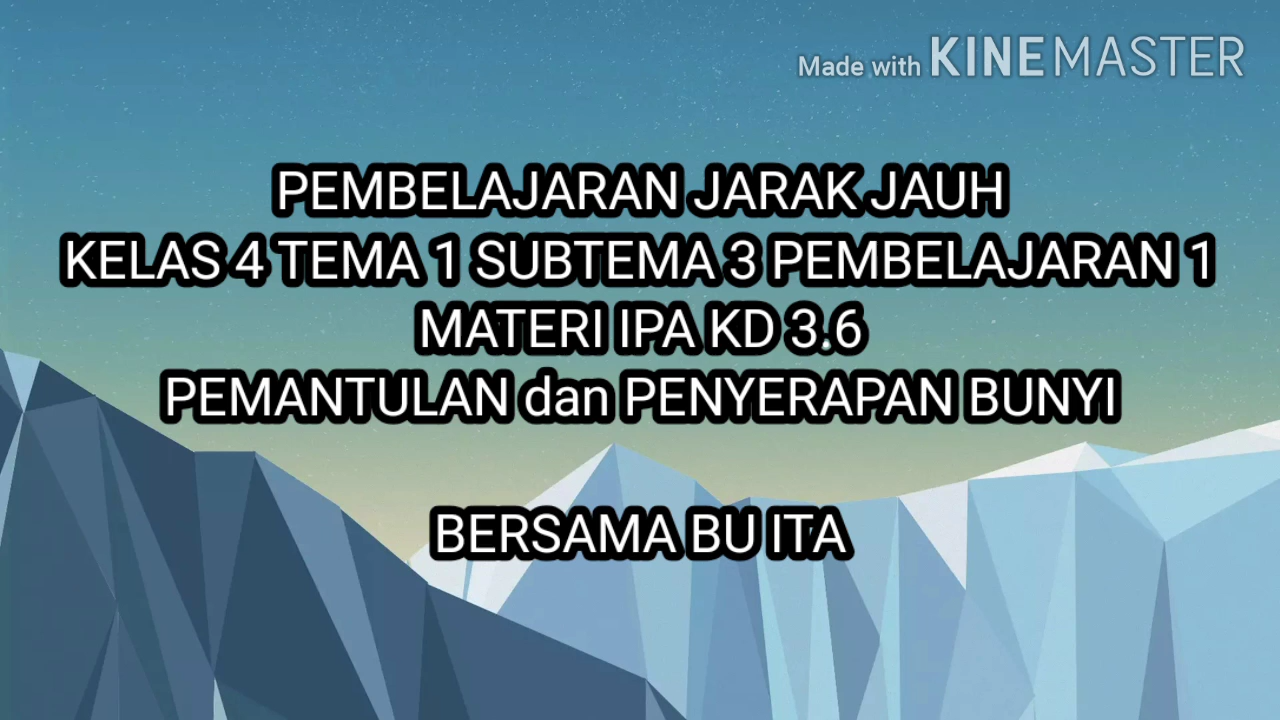 Made with KINEMASTER
PEMBELAJARAN JARAK JAUH
KELAS 4 TEMA 1 SUBTEMA 3 PEMBELAJARAN 1
MATERI IPA KD 3.6
PEMANTULAN dan PENYERAPAN BUNYI
BERSAMA BU ITA